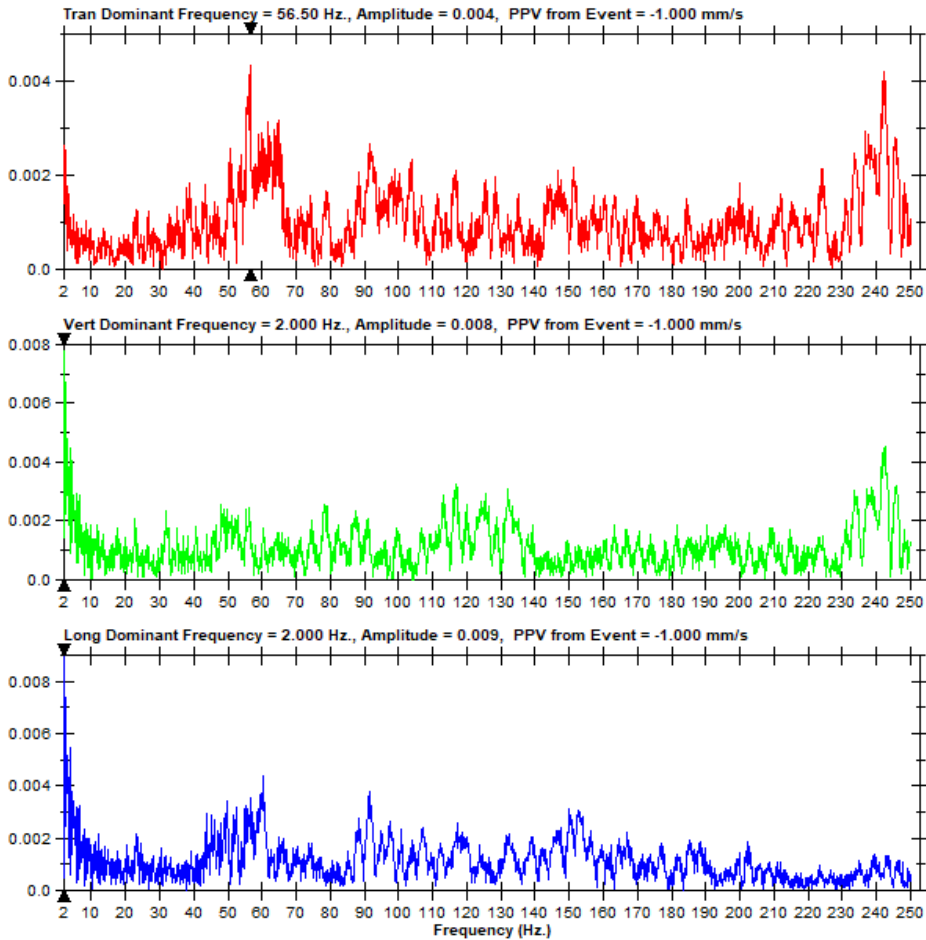 Tran Dominant Frequency = 56.50 Hz., Amplitude = 0.004,  PPV from Event = -1.000 mm/s
0.004
0.002
0.0
2 10 20 30 40 50 60 70 80 90 100 110 120 130 140 150 160 170 180 190 200 210 220 230 240 250
Vert Dominant Frequency = 2.000 Hz., Amplitude = 0.008,  PPV from Event = -1.000 mm/s
0.008
0.006
0.004
0.002
0.0
2 10 20 30 40 50 60 70 80 90 100 110 120 130 140 150 160 170 180 190 200 210 220 230 240 250
Long Dominant Frequency = 2.000 Hz., Amplitude = 0.009,  PPV from Event = -1.000 mm/s
0.008
0.006
0.004
0.002
0.0
2 10 20 30 40 50 60 70 80 90 100 110 120 130 140 150 160 170 180 190 200 210 220 230 240 250
Frequency (Hz.)